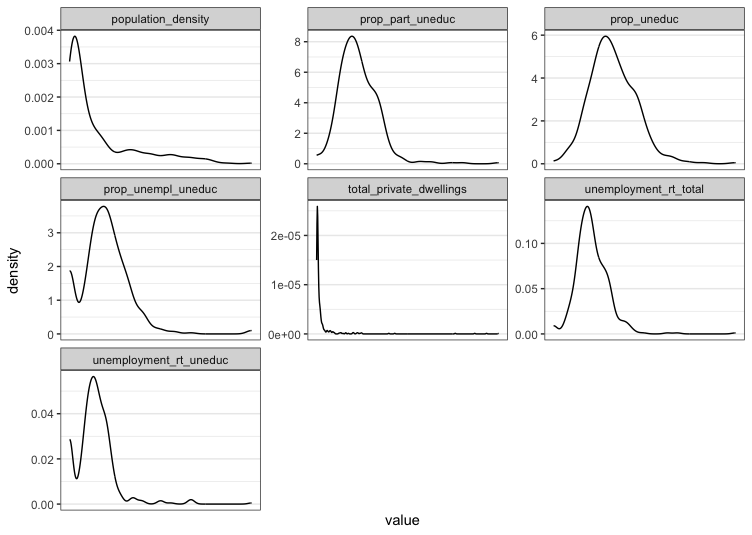 population_density
prop_part_uneduc
prop_uneduc
0.004
0.003
0.002
0.001
0.000
8
6
4
2
0
6
4
2
0
prop_unempl_uneduc
total_private_dwellings
unemployment_rt_total
3
2
1
0
2e-05
1e-05
0e+00
0.10
0.05
0.00
unemployment_rt_uneduc
0.04
0.02
0.00
density
value